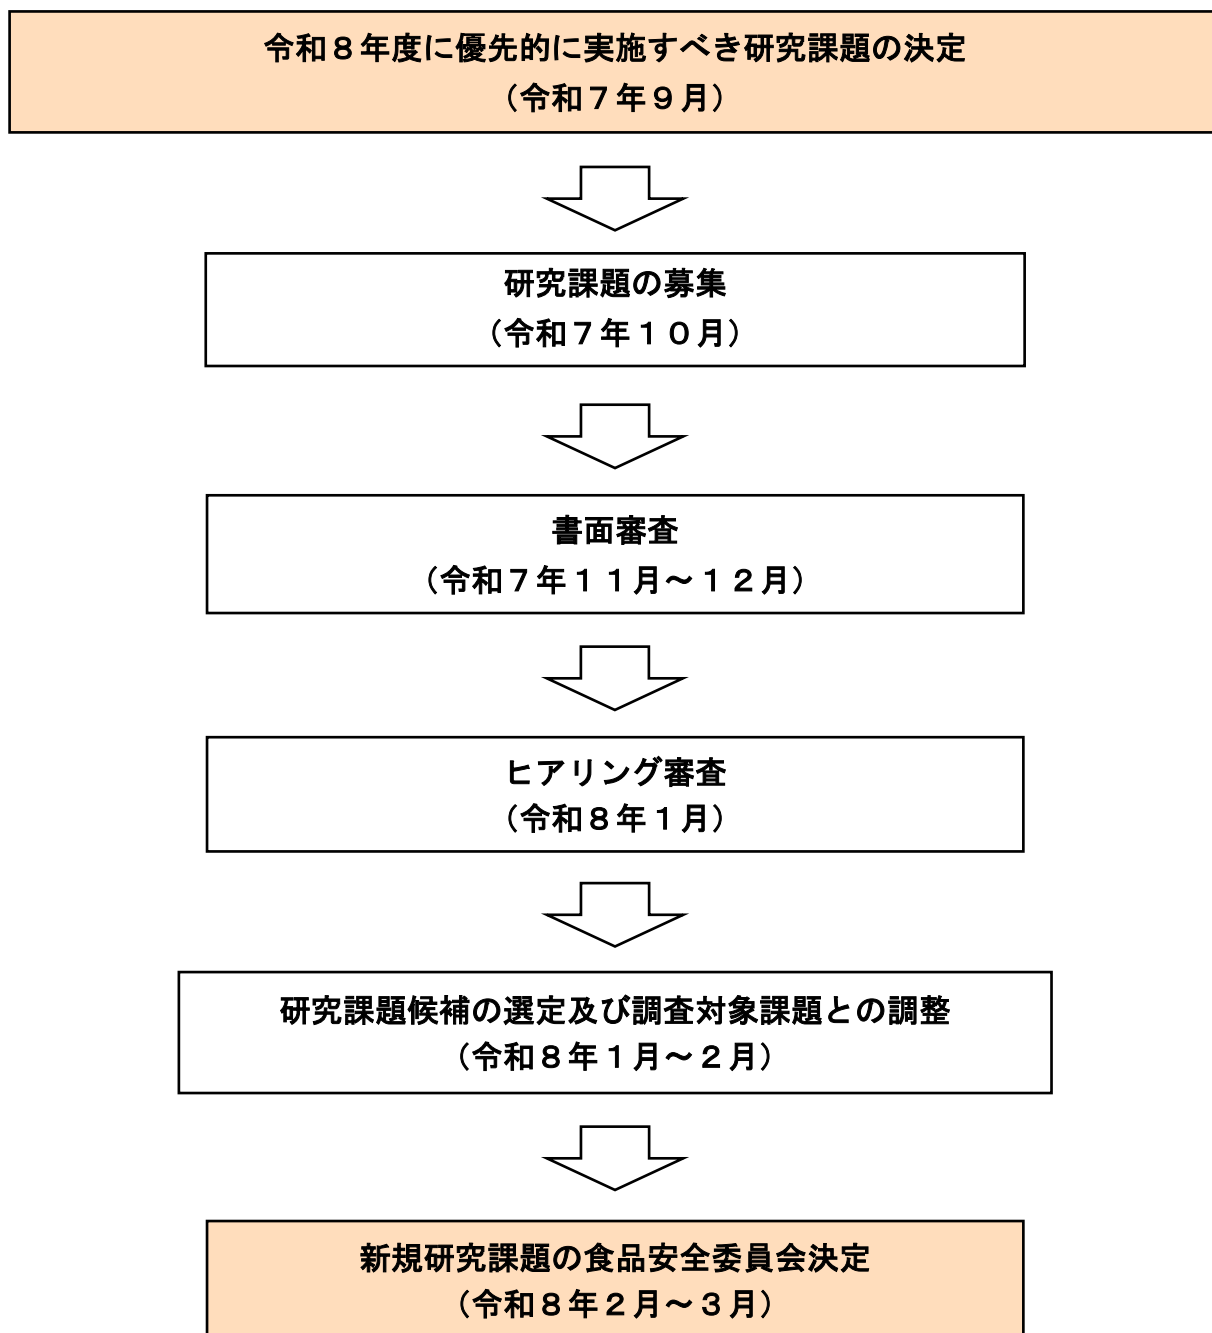 令和８年度に優先的に実施すべき研究課題の決定
（令和７年９月）
研究課題の募集
（令和７年１０月）
書面審査
（令和７年１１月～１２月）
ヒアリング審査
（令和８年１月）
研究課題候補の選定及び調査対象課題との調整
（令和８年１月～２月）
新規研究課題の食品安全委員会決定
（令和８年２月～３月）